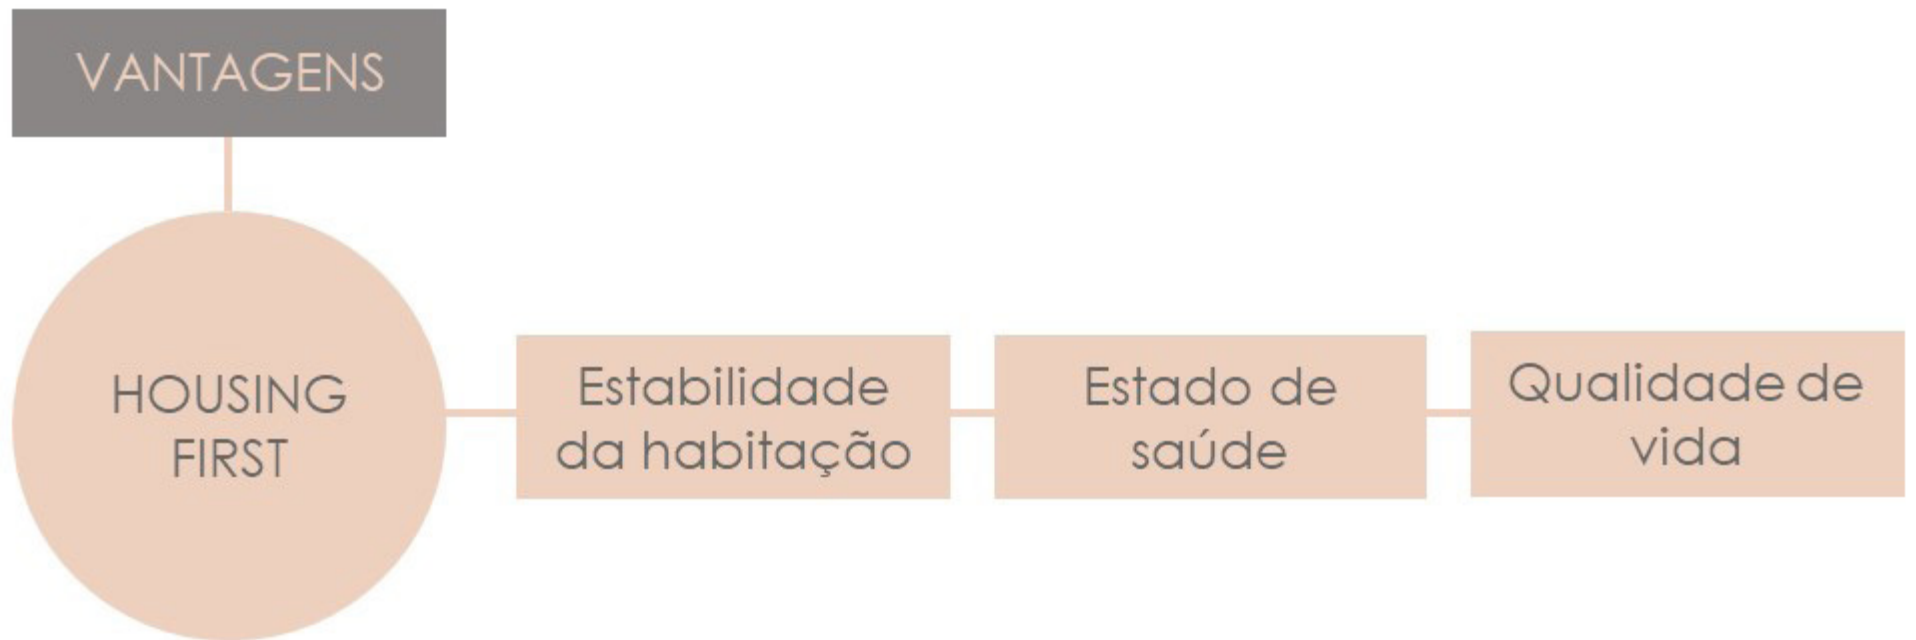 VANTAGENS
HOUSING
FIRST
Estabilidade
da habitação
Estado de
saúde
Qualidade de
vida